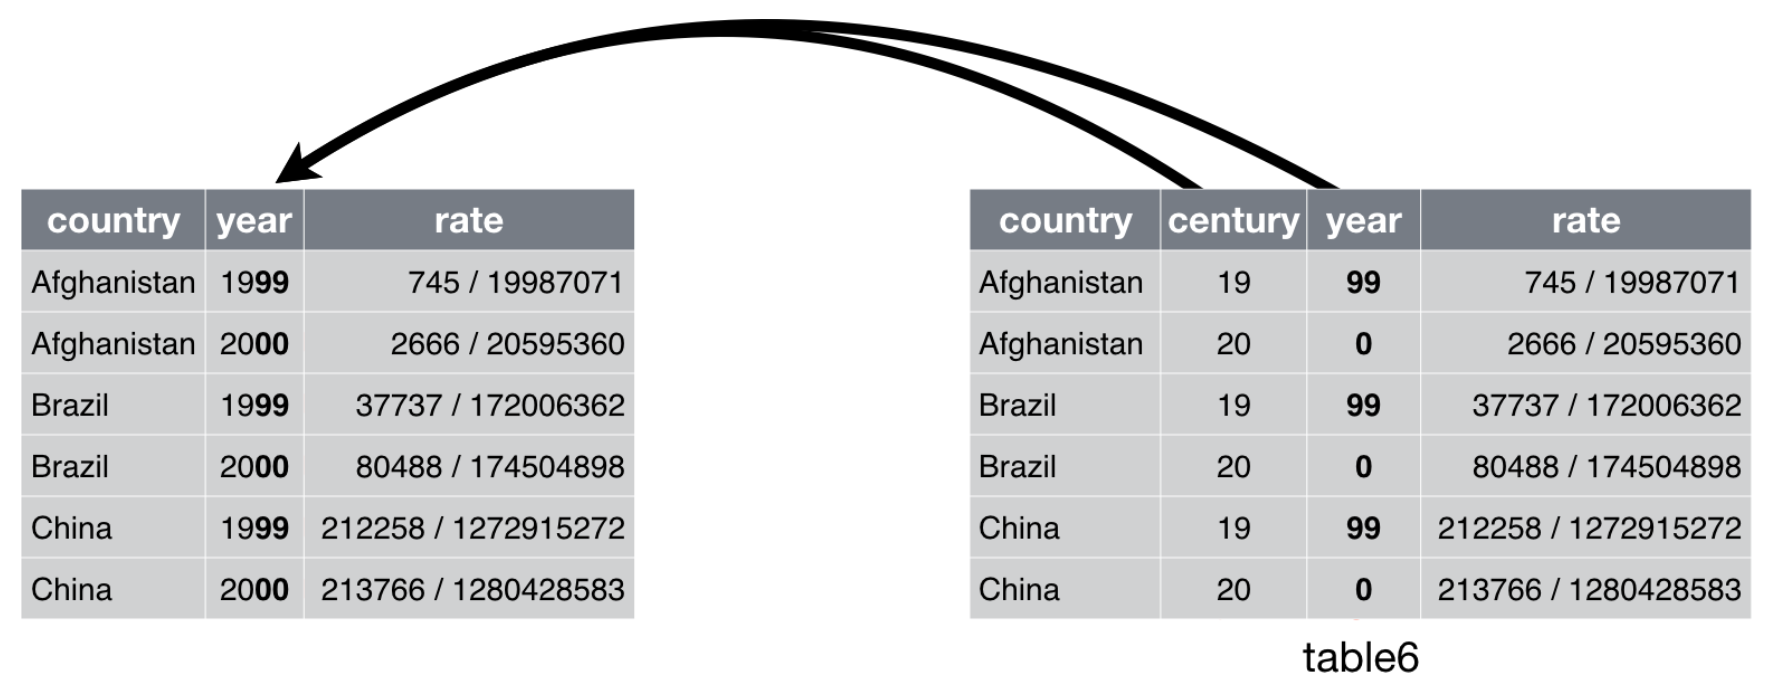 country year rate
Afghanistan 1999 745 / 19987071
Afghanistan 2000 2666 / 20595360
Brazil 1999 37737 / 172006362
Brazil 2000 80488 / 174504898
China 1999 212258 / 1272915272
China 2000 213766 / 1280428583
country century year rate
Afghanistan 19 99 745 / 19987071
Afghanistan 20 0 2666 / 20595360
Brazil 19 99 37737 / 172006362
Brazil 20 0 80488 / 174504898
China 19 99 212258 / 1272915272
China 20 0 213766 / 1280428583
table6